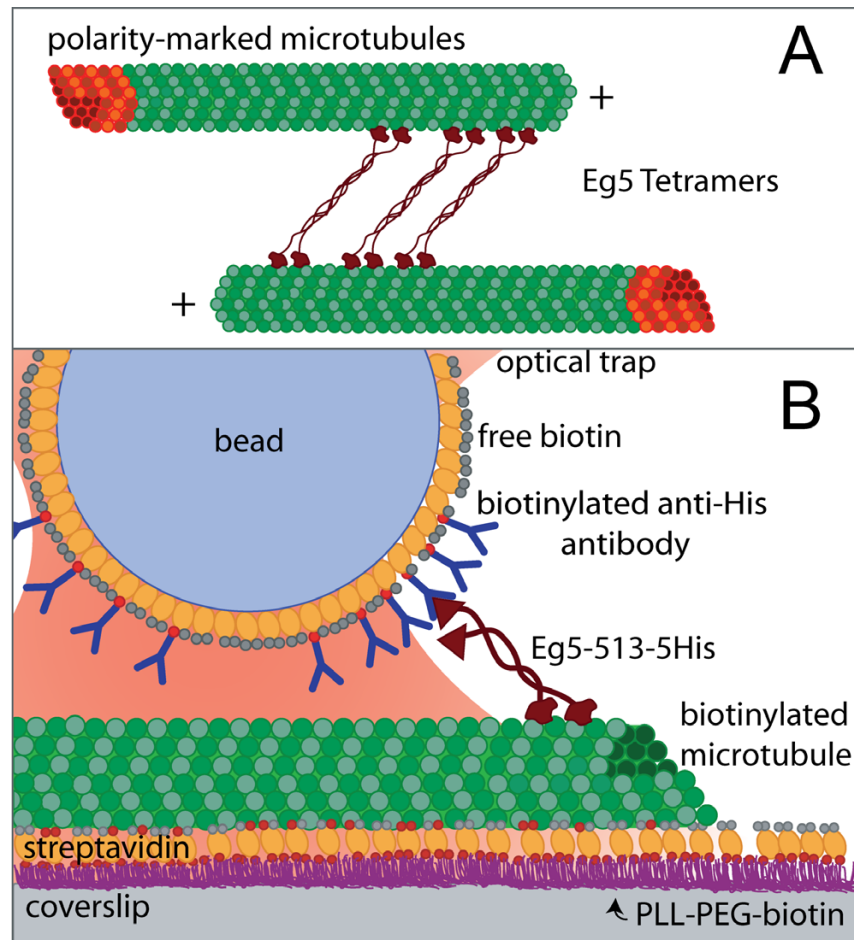 A
polarity-marked microtubules
+
Eg5 Tetramers
+
B
optical trap
bead
free biotin
biotinylated anti-His
antibody
Eg5-513-5His
biotinylated
microtubule
streptavidin
coverslip
PLL-PEG-biotin